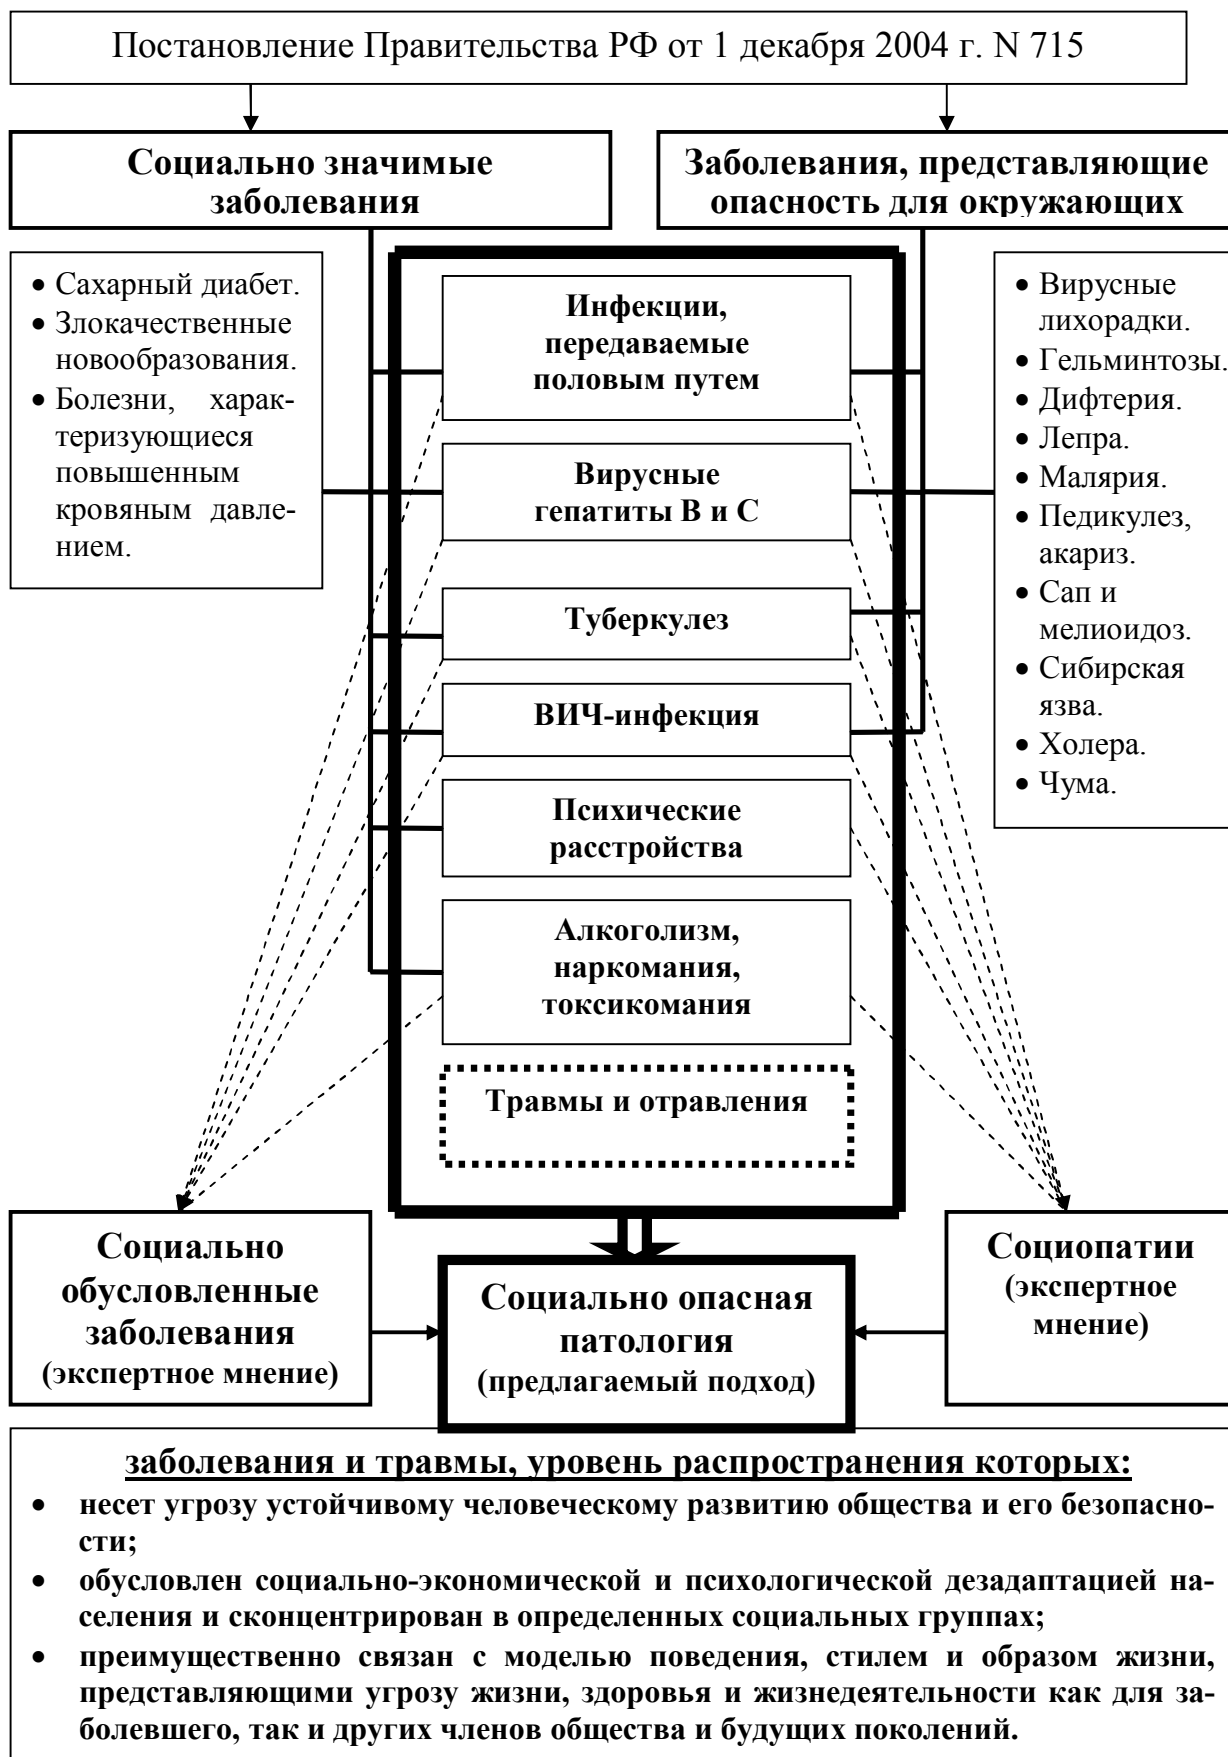 Постановление Правительства РФ от 1 декабря 2004 г. N 715
Социально значимые
заболевания
Заболевания, представляющие
опасность для окружающих
• Сахарный диабет.
• Злокачественные
новообразования.
• Болезни, харак-
теризующиеся
повышенным
кровяным давле-
нием.
Инфекции,
передаваемые
половым путем
Вирусные
гепатиты В и С
Туберкулез
ВИЧ-инфекция
Психические
расстройства
Алкоголизм,
наркомания,
токсикомания
Травмы и отравления
• Вирусные
лихорадки.
• Гельминтозы.
• Дифтерия.
• Лепра.
• Малярия.
• Педикулез,
акариз.
• Сап и
мелиоидоз.
• Сибирская
язва.
• Холера.
• Чума.
Социально
обусловленные
заболевания
(экспертное мнение)
Социально опасная
патология
(предлагаемый подход)
Социопатии
(экспертное
мнение)
заболевания и травмы, уровень распространения которых:
• несет угрозу устойчивому человеческому развитию общества и его безопасно-
сти;
• обусловлен социально-экономической и психологической дезадаптацией на-
селения и сконцентрирован в определенных социальных группах;
• преимущественно связан с моделью поведения, стилем и образом жизни,
представляющими угрозу жизни, здоровья и жизнедеятельности как для за-
болевшего, так и других членов общества и будущих поколений.